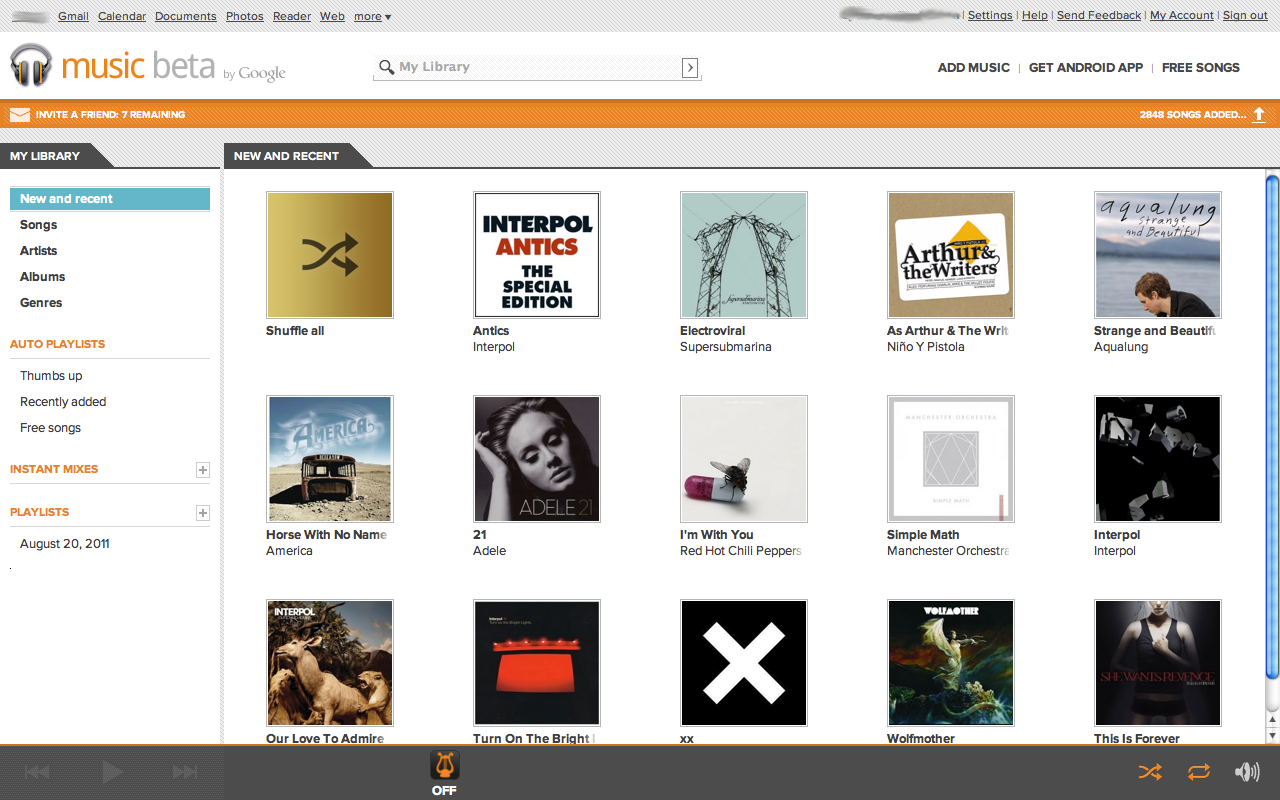 Gmail Calendar Documents Photos Reader Web more ▾
Settings | Help | Send Feedback | My Account | Sign out
music beta by Google
My Library
ADD MUSIC | GET ANDROID APP | FREE SONGS
INVITE A FRIEND: 7 REMAINING
2848 SONGS ADDED...
MY LIBRARY
New and recent
Songs
Artists
Albums
Genres
AUTO PLAYLISTS
Thumbs up
Recently added
Free songs
INSTANT MIXES
PLAYLISTS
August 20, 2011
NEW AND RECENT
INTERPOL
ANTICS
THE
SPECIAL
EDITION
Supersubmarina
Arthur &
the Writers
aqualung
strange
and Beautiful
Shuffle all
Antics
Interpol
Electroviral
Supersubmarina
As Arthur & The Writ
Niño Y Pistola
Strange and Beautifu
Aqualung
AMERICA
ADELE 21
MANCHESTER ORCHESTRA
SIMPLE MATH
Horse With No Name
America
21
Adele
I'm With You
Red Hot Chili Peppers
Simple Math
Manchester Orchestra
Interpol
Interpol
INTERPOL
Interpol
Turn on the Bright Lights
WOLFMOTHER
SHE WANTS REVENGE
Our Love To Admire
Turn On The Bright
xx
Wolfmother
This Is Forever
OFF